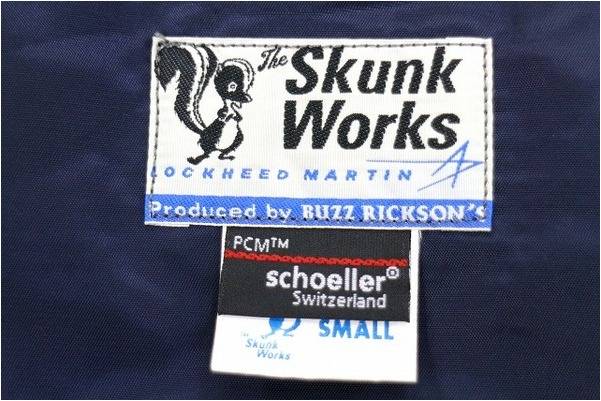 The Skunk
Works
LOCKHEED MARTIN
Produced by BUZZ RICKSON'S
PCM™
schoeller®
Switzerland
SMALL
The Skunk
Works